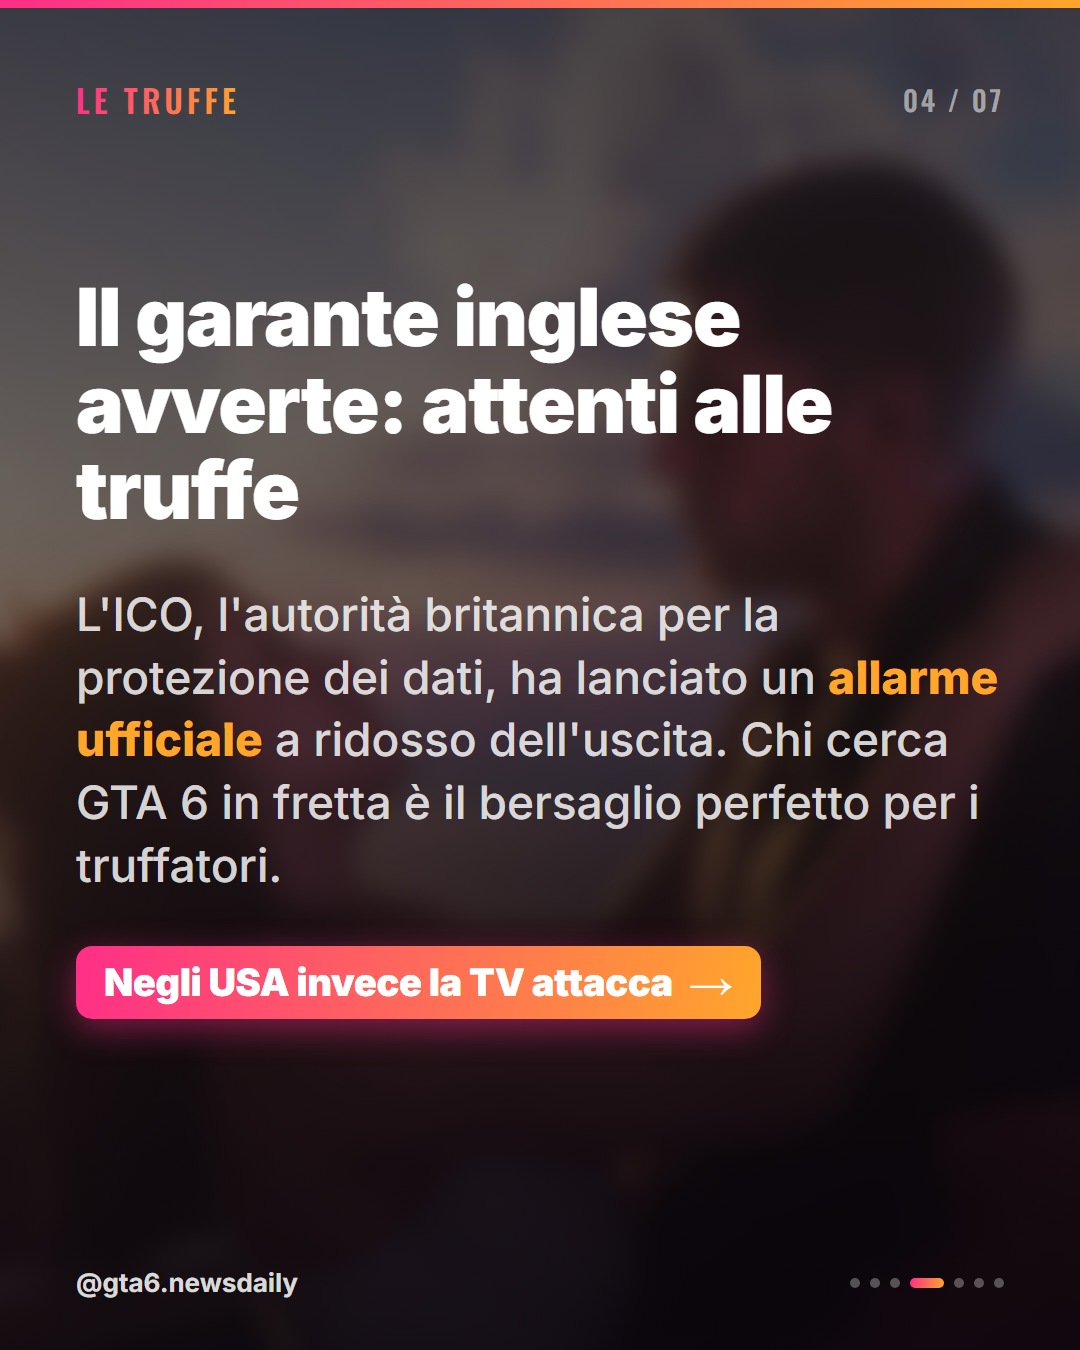 LE TRUFFE
04 / 07
Il garante inglese
avverte: attenti alle
truffe
L'ICO, l'autorità britannica per la
protezione dei dati, ha lanciato un allarme
ufficiale a ridosso dell'uscita. Chi cerca
GTA 6 in fretta è il bersaglio perfetto per i
truffatori.
Negli USA invece la TV attacca →
@gta6.newsdaily